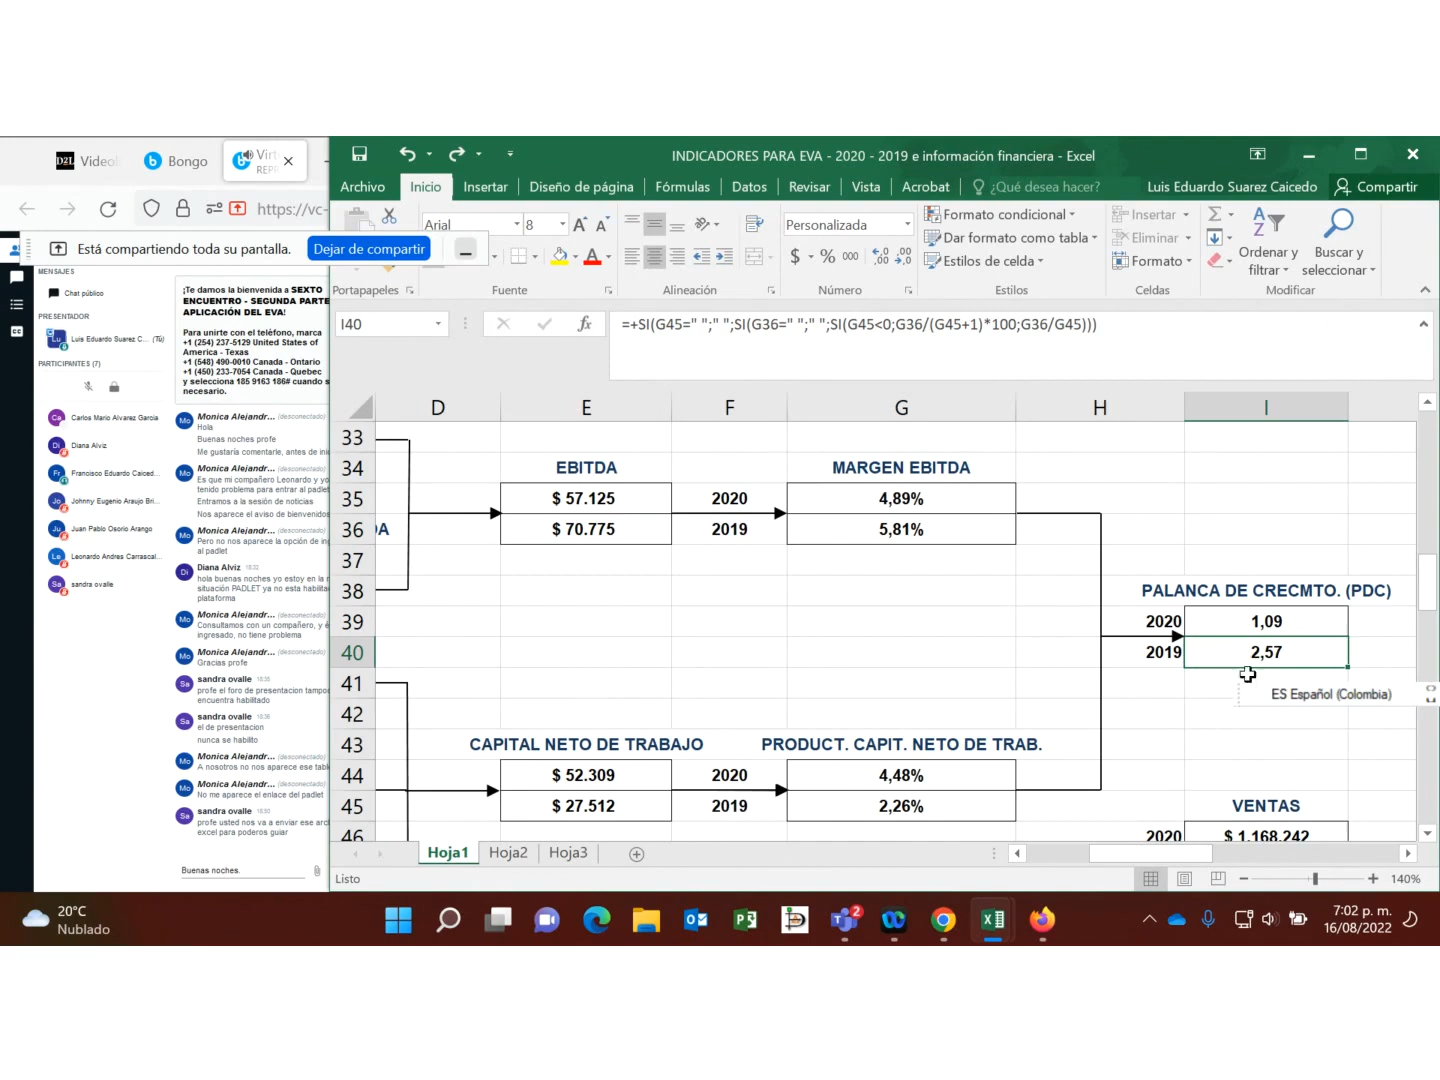 D2L Videol
Bongo
Virt
REPR
https://vc-
Está compartiendo toda su pantalla.
Dejar de compartir
MENSAJES
Chat público
PRESENTADOR
Luis Eduardo Suarez C... (Tú)
PARTICIPANTES (7)
Carlos Mario Alvarez Garcia
Diana Alviz
Francisco Eduardo Caiced...
Johnny Eugenio Araujo Bri...
Juan Pablo Osorio Arango
Leonardo Andres Carrascal...
sandra ovalle
¡Te damos la bienvenida a SEXTO
ENCUENTRO - SEGUNDA PARTE
APLICACIÓN DEL EVA!
Para unirte con el teléfono, marca
+1 (254) 237-5129 United States of
America - Texas
+1 (548) 490-0010 Canada - Ontario
+1 (450) 233-7054 Canada - Quebec
y selecciona 185 9163 186# cuando s
necesario.
Monica Alejandr... (desconectado)
Hola
Buenas noches profe
Me gustaría comentarle, antes de ini
Monica Alejandr... (desconectado)
Es que mi compañero Leonardo y yo
tenido problema para entrar al padlet
Entramos a la sesión de noticias
Nos aparece el aviso de bienvenidos
Monica Alejandr... (desconectado)
Pero no nos aparece la opción de in
al padlet
Diana Alviz 18:32
hola buenas noches yo estoy en la m
situación PADLET ya no esta habilita
plataforma
Monica Alejandr... (desconectado)
Consultamos con un compañero, y é
ingresado, no tiene problema
Monica Alejandr... (desconectado)
Gracias profe
sandra ovalle 18:35
profe el foro de presentacion tampoc
encuentra habilitado
sandra ovalle 18:36
el de presentacion
nunca se habilito
Monica Alejandr... (desconectado)
A nosotros no nos aparece ese tabl
Monica Alejandr... (desconectado)
No me aparece el enlace del padlet
sandra ovalle 18:55
profe usted nos va a enviar ese arc
excel para poderos guiar
Buenas noches.
INDICADORES PARA EVA - 2020 - 2019 e información financiera - Excel
Archivo Inicio Insertar Diseño de página Fórmulas Datos Revisar Vista Acrobat ¿Qué desea hacer? Luis Eduardo Suarez Caicedo Compartir
Arial 8
Personalizada
$ % 000
Formato condicional
Dar formato como tabla
Estilos de celda
Insertar
Eliminar
Formato
Ordenar y
filtrar
Buscar y
seleccionar
Portapapeles Fuente Alineación Número Estilos Celdas Modificar
I40
fx
=+SI(G45=" ";" ";SI(G36=" ";" ";SI(G45<0;G36/(G45+1)*100;G36/G45)))
D E F G H I
33
34 EBITDA MARGEN EBITDA
35 $ 57.125 2020 4,89%
36 DA $ 70.775 2019 5,81%
37
38 PALANCA DE CRECMTO. (PDC)
39 2020 1,09
40 2019 2,57
41
ES Español (Colombia)
42
43 CAPITAL NETO DE TRABAJO PRODUCT. CAPIT. NETO DE TRAB.
44 $ 52.309 2020 4,48%
45 $ 27.512 2019 2,26% VENTAS
46 2020 $ 1.168.242
Hoja1 Hoja2 Hoja3
Listo
140%
20°C
Nublado
2
7:02 p. m.
16/08/2022